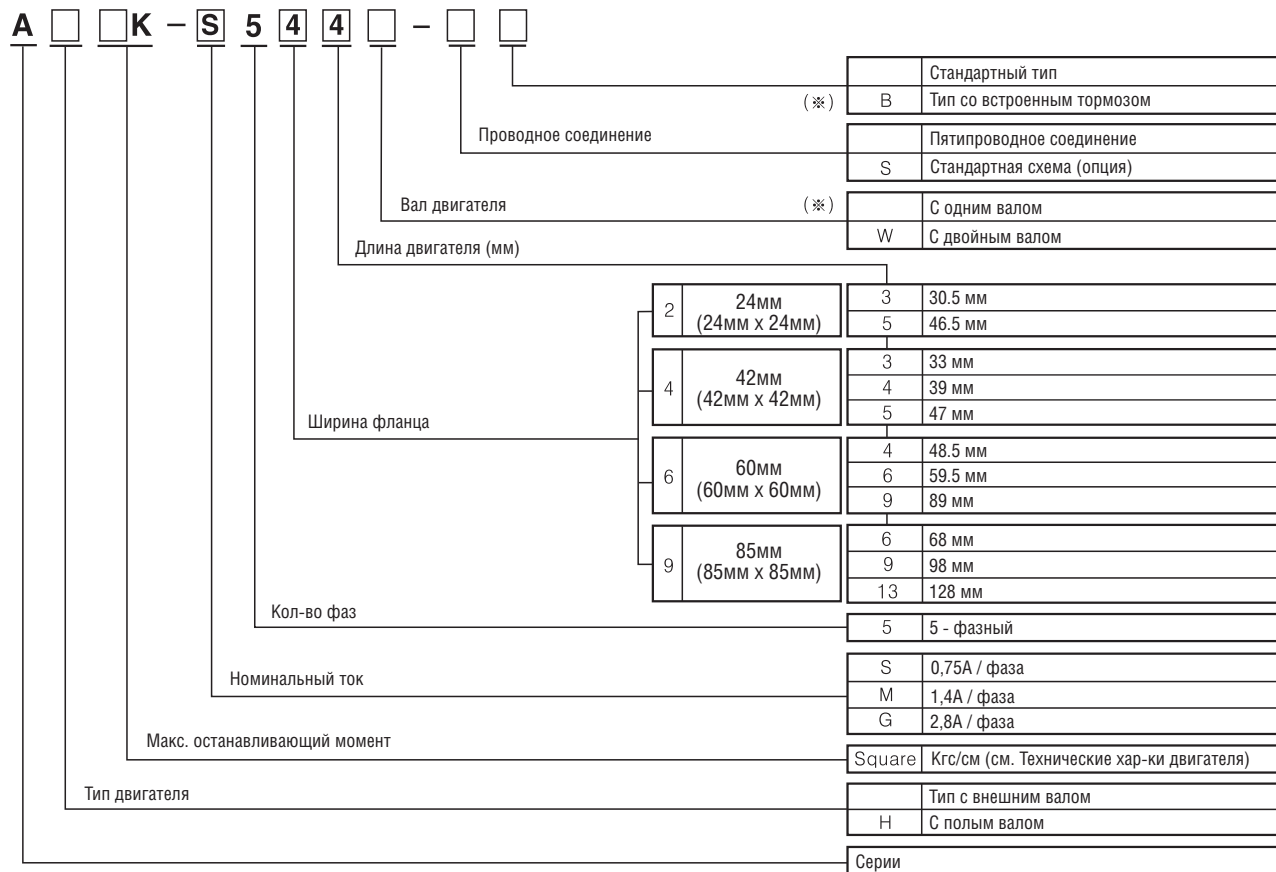 A □ □K – S 5 4 4 □ – □ □
Стандартный тип
(※) B Тип со встроенным тормозом
Проводное соединение
Пятипроводное соединение
S Стандартная схема (опция)
Вал двигателя (※)
С одним валом
W С двойным валом
Длина двигателя (мм)
2 24мм (24мм x 24мм)
3 30.5 мм
5 46.5 мм
4 42мм (42мм x 42мм)
3 33 мм
4 39 мм
5 47 мм
Ширина фланца
6 60мм (60мм x 60мм)
4 48.5 мм
6 59.5 мм
9 89 мм
9 85мм (85мм x 85мм)
6 68 мм
9 98 мм
13 128 мм
Кол-во фаз
5 5 - фазный
Номинальный ток
S 0,75А / фаза
M 1,4А / фаза
G 2,8А / фаза
Макс. останавливающий момент
Square Кгс/см (см. Технические хар-ки двигателя)
Тип двигателя
Тип с внешним валом
H С полым валом
Серии